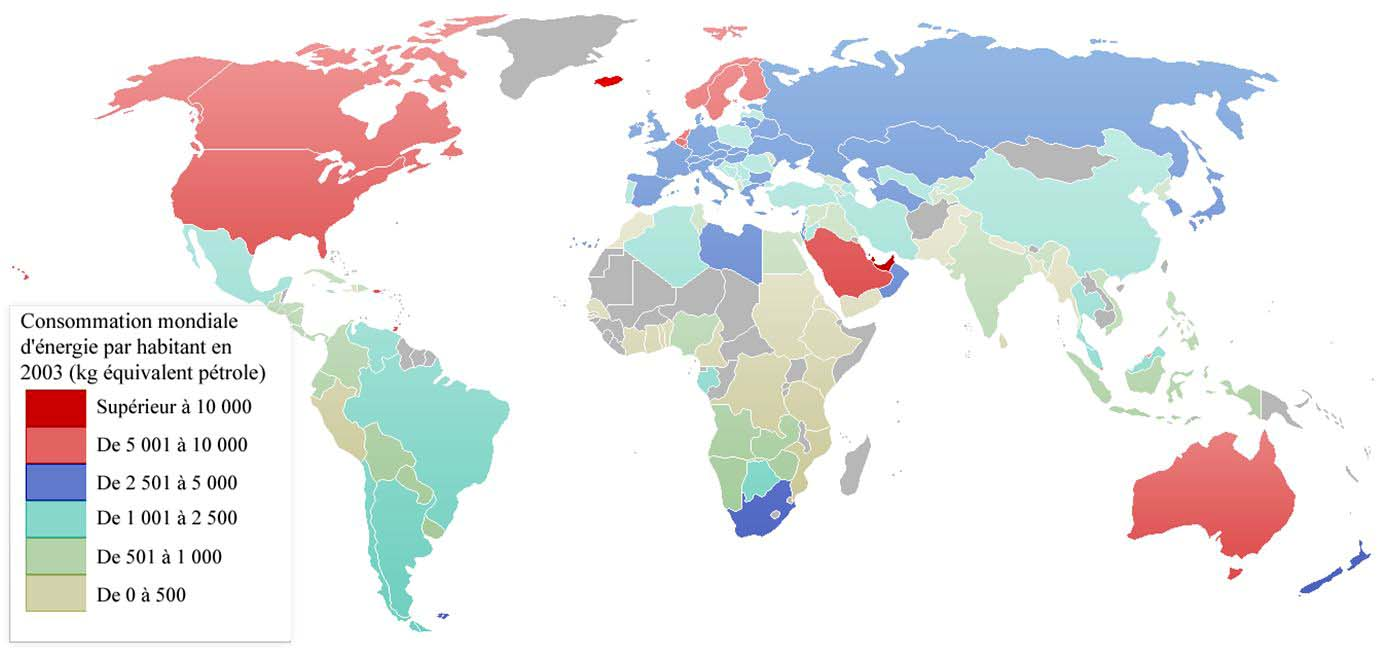 Consommation mondiale
d'énergie par habitant en
2003 (kg équivalent pétrole)
Supérieur à 10 000
De 5 001 à 10 000
De 2 501 à 5 000
De 1 001 à 2 500
De 501 à 1 000
De 0 à 500